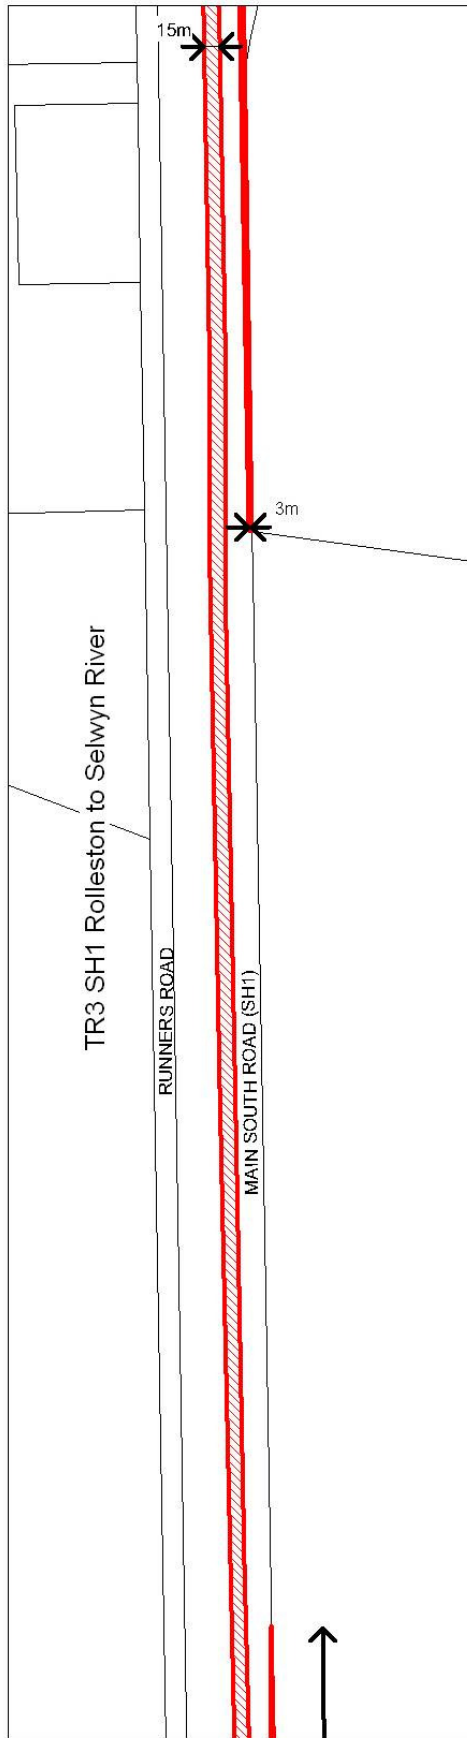 15m
3m
TR3 SH1 Rolleston to Selwyn River
RUNNERS ROAD
MAIN SOUTH ROAD (SH1)